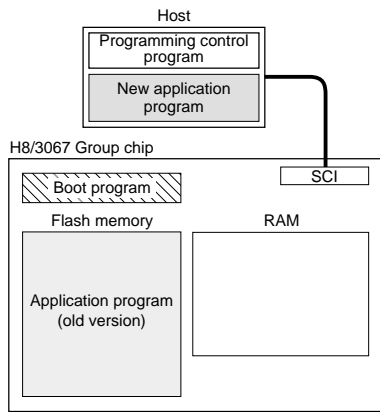 Host
Programming control
program
New application
program
H8/3067 Group chip
SCI
Boot program
Flash memory
RAM
Application program
(old version)